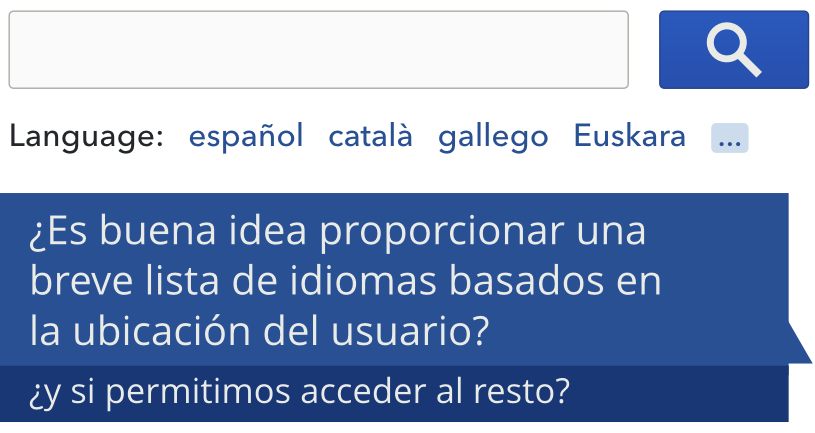 Language: español català gallego Euskara ...
¿Es buena idea proporcionar una
breve lista de idiomas basados en
la ubicación del usuario?
¿y si permitimos acceder al resto?